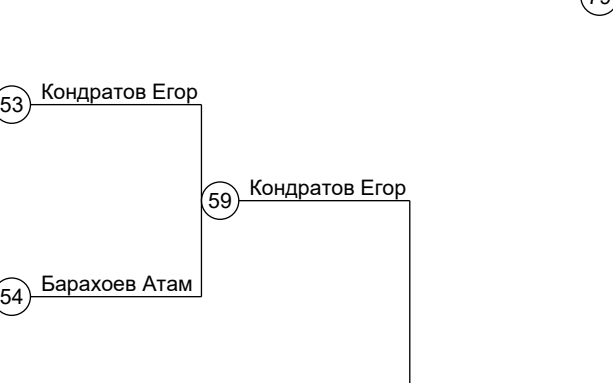 53 Кондратов Егор
59 Кондратов Егор
54 Барахоев Атам